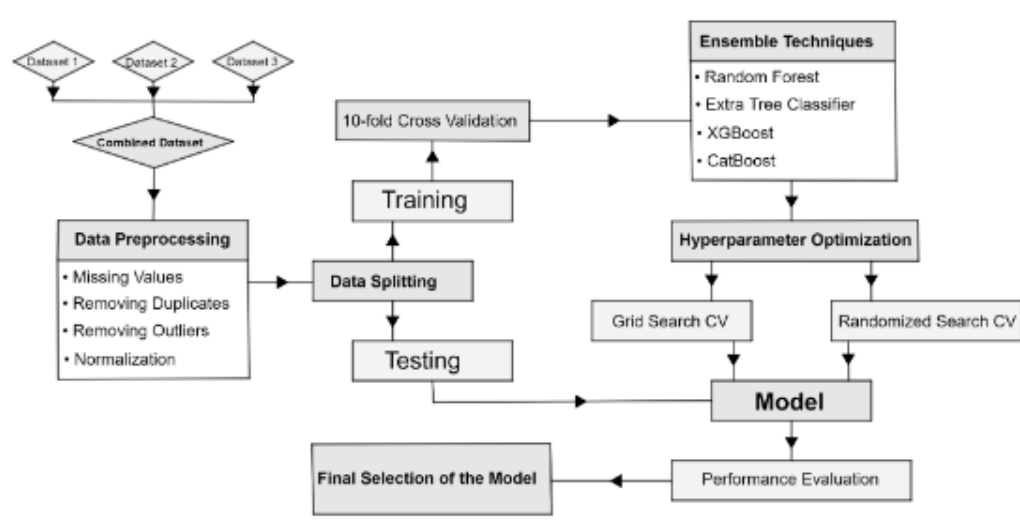 Dataset 1
Dataset 2
Dataset 3
Combined Dataset
Data Preprocessing
• Missing Values
• Removing Duplicates
• Removing Outliers
• Normalization
Data Splitting
Training
Testing
10-fold Cross Validation
Ensemble Techniques
• Random Forest
• Extra Tree Classifier
• XGBoost
• CatBoost
Hyperparameter Optimization
Grid Search CV
Randomized Search CV
Model
Performance Evaluation
Final Selection of the Model